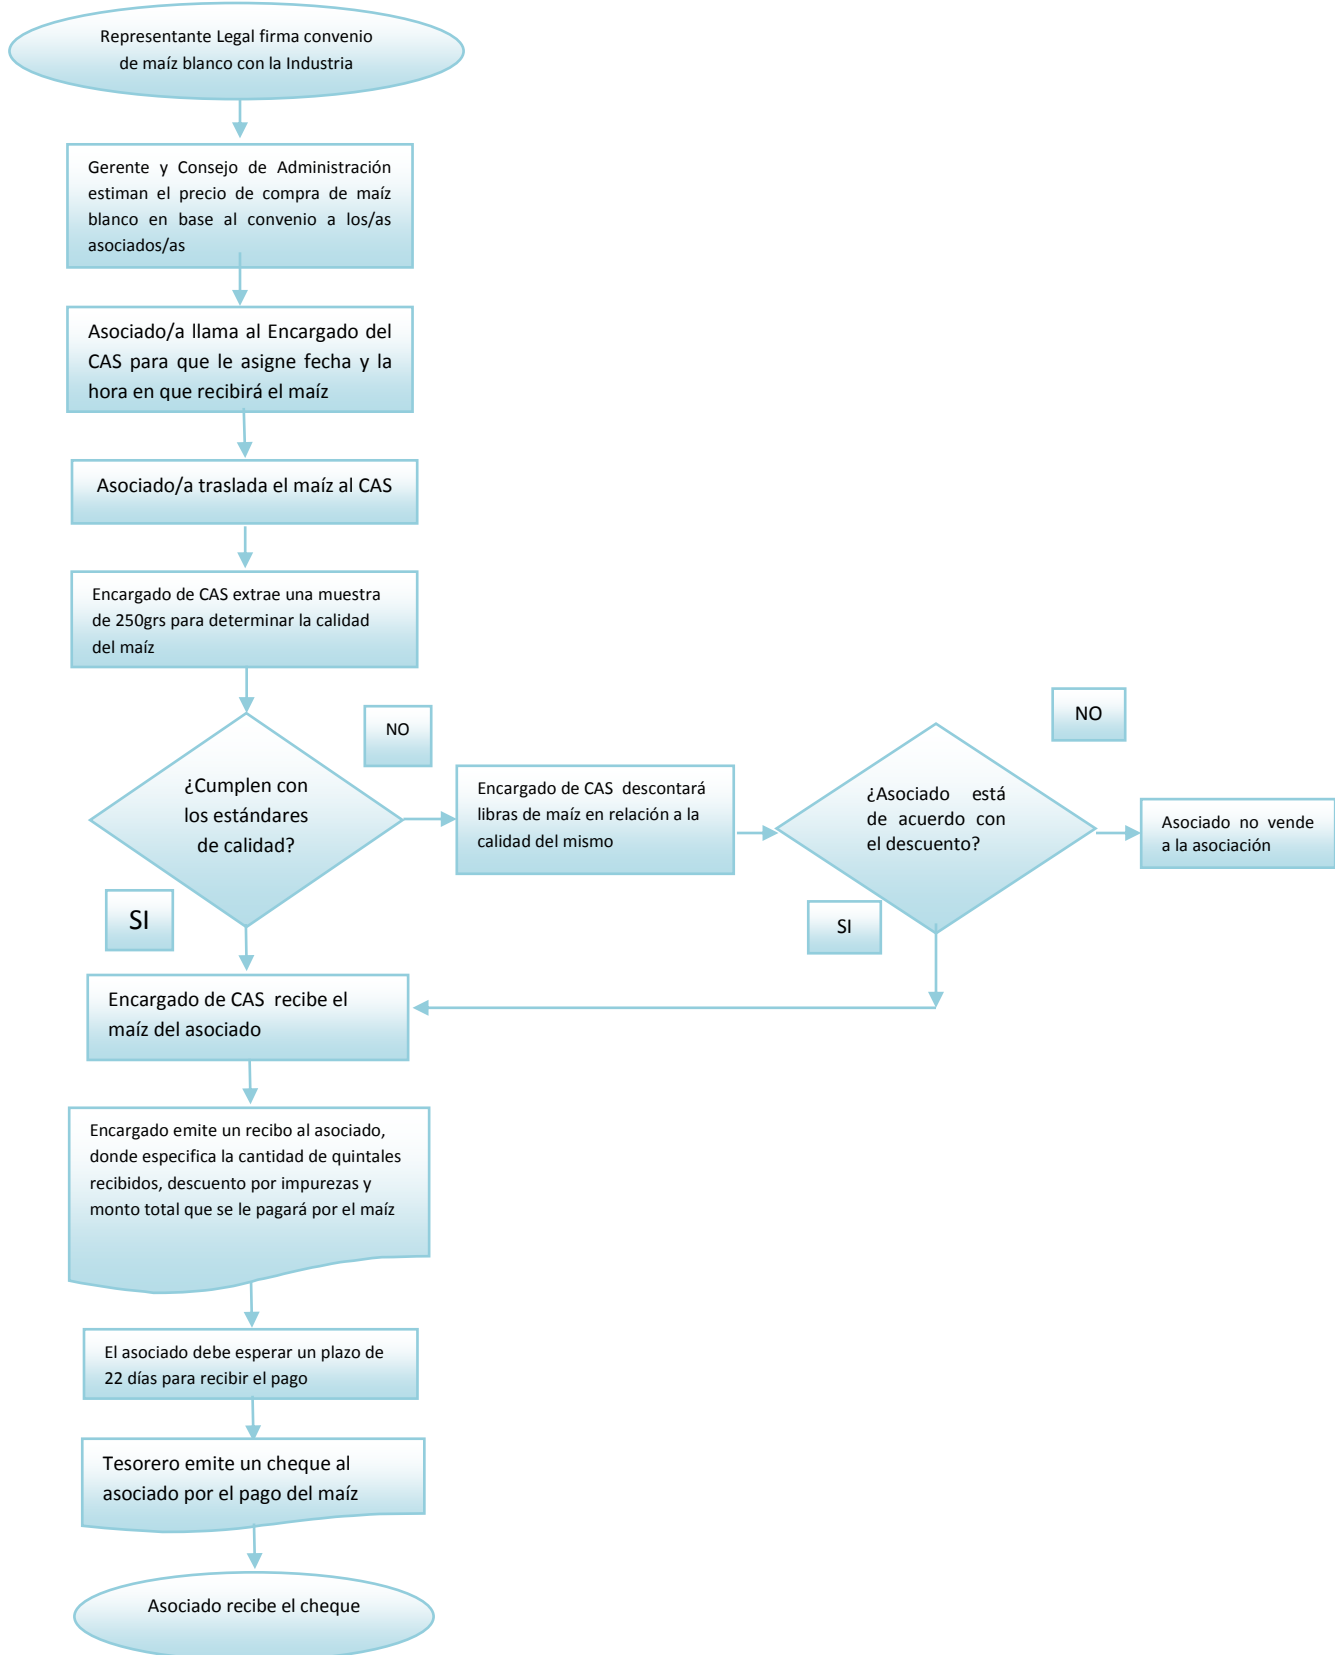 Representante Legal firma convenio
de maíz blanco con la Industria
Gerente y Consejo de Administración
estiman el precio de compra de maíz
blanco en base al convenio a los/as
asociados/as
Asociado/a llama al Encargado del
CAS para que le asigne fecha y la
hora en que recibirá el maíz
Asociado/a traslada el maíz al CAS
Encargado de CAS extrae una muestra
de 250grs para determinar la calidad
del maíz
¿Cumplen con
los estándares
de calidad?
NO
Encargado de CAS descontará
libras de maíz en relación a la
calidad del mismo
¿Asociado está
de acuerdo con
el descuento?
NO
Asociado no vende
a la asociación
SI
SI
Encargado de CAS recibe el
maíz del asociado
Encargado emite un recibo al asociado,
donde especifica la cantidad de quintales
recibidos, descuento por impurezas y
monto total que se le pagará por el maíz
El asociado debe esperar un plazo de
22 días para recibir el pago
Tesorero emite un cheque al
asociado por el pago del maíz
Asociado recibe el cheque